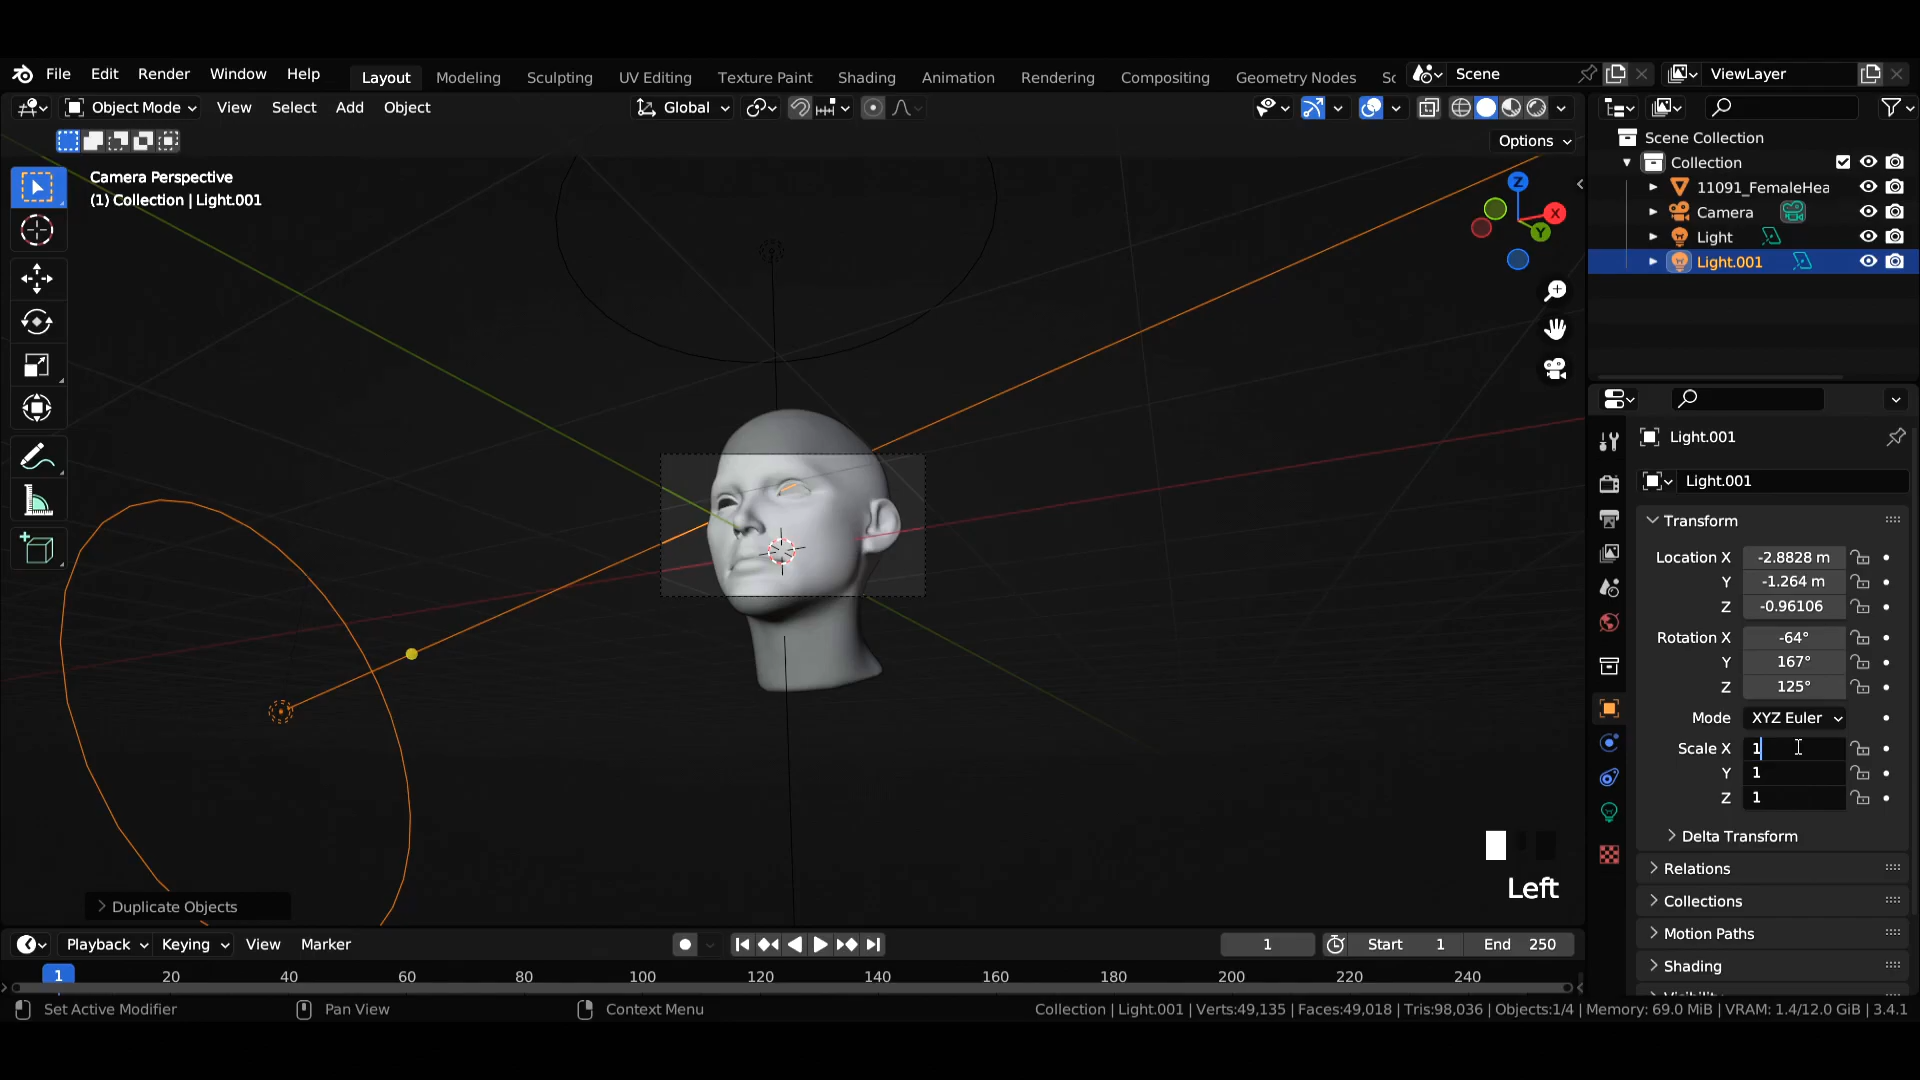 File Edit Render Window Help Layout Modeling Sculpting UV Editing Texture Paint Shading Animation Rendering Compositing Geometry Nodes Sc Scene ViewLayer
Object Mode View Select Add Object Global
Options
Camera Perspective
(1) Collection | Light.001
Z
X
Y
Scene Collection
Collection
11091_FemaleHea
Camera
Light
Light.001
Light.001
Light.001
Transform
Location X -2.8828 m
Y -1.264 m
Z -0.96106
Rotation X -64°
Y 167°
Z 125°
Mode XYZ Euler
Scale X 1
Y 1
Z 1
Delta Transform
Relations
Collections
Motion Paths
Shading
Left
Duplicate Objects
Playback Keying View Marker 1 Start 1 End 250
1 20 40 60 80 100 120 140 160 180 200 220 240
Set Active Modifier Pan View Context Menu Collection | Light.001 | Verts:49,135 | Faces:49,018 | Tris:98,036 | Objects:1/4 | Memory: 69.0 MiB | VRAM: 1.4/12.0 GiB | 3.4.1